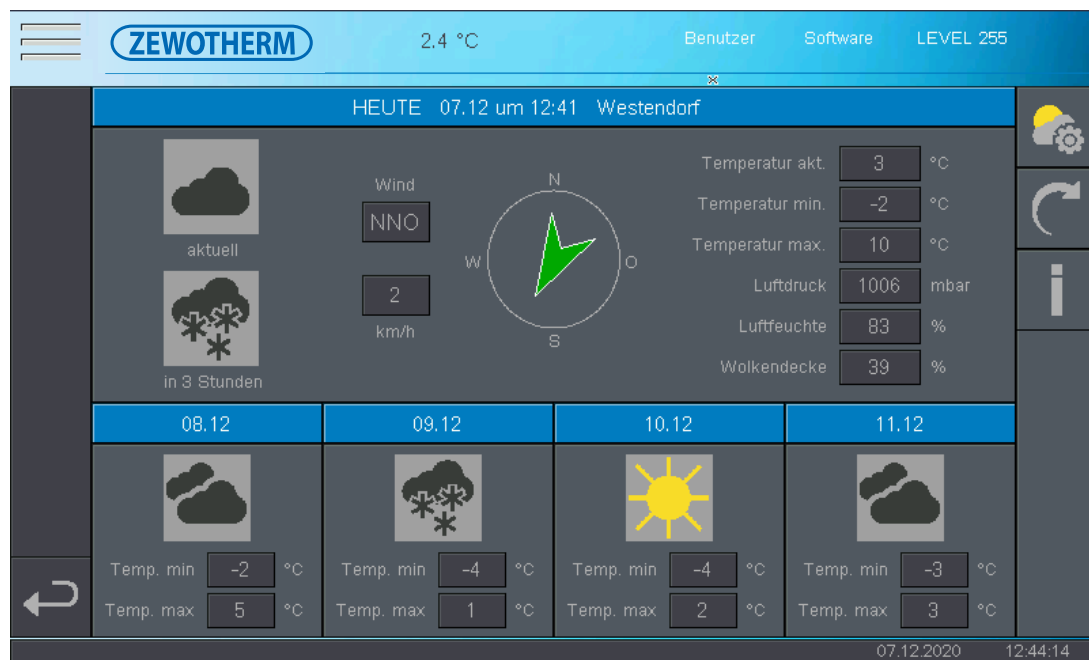 ZEWOTHERM 2.4 °C Benutzer Software LEVEL 255
HEUTE 07.12 um 12:41 Westendorf
aktuell
in 3 Stunden
Wind
NNO
2
km/h
N
W O
S
Temperatur akt. 3 °C
Temperatur min. -2 °C
Temperatur max. 10 °C
Luftdruck 1006 mbar
Luftfeuchte 83 %
Wolkendecke 39 %
08.12 09.12 10.12 11.12
Temp. min -2 °C Temp. min -4 °C Temp. min -4 °C Temp. min -3 °C
Temp. max 5 °C Temp. max 1 °C Temp. max 2 °C Temp. max 3 °C
07.12.2020 12:44:14